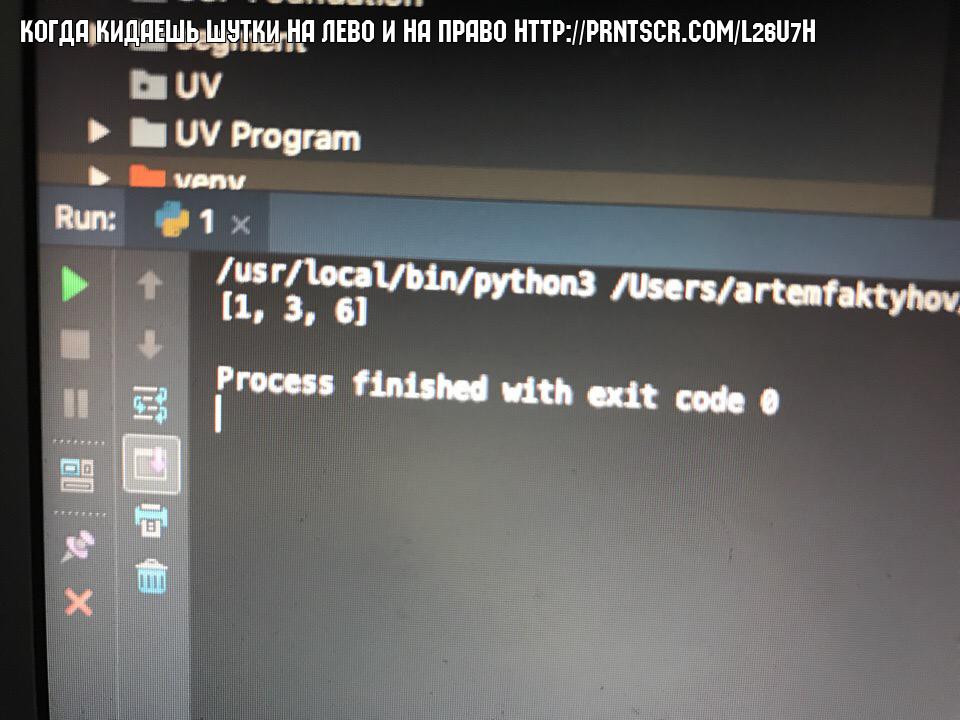 КОГДА КИДАЕШЬ ШУТКИ НА ЛЕВО И НА ПРАВО HTTP://PRNTSCR.COM/L26U7H
segment
UV
UV Program
venv
Run: 1
/usr/local/bin/python3 /Users/artemfaktyhov
[1, 3, 6]
Process finished with exit code 0